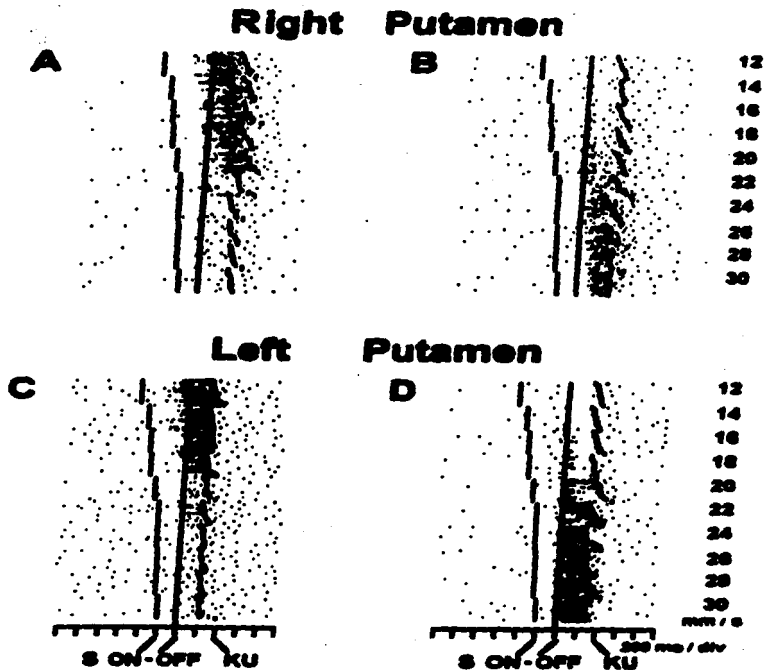 Right Putamen
A B
12
14
16
18
20
22
24
26
28
30
Left Putamen
C D
12
14
16
18
20
22
24
26
28
30
mm / s
200 ms / div
S ON-OFF KU S ON-OFF KU